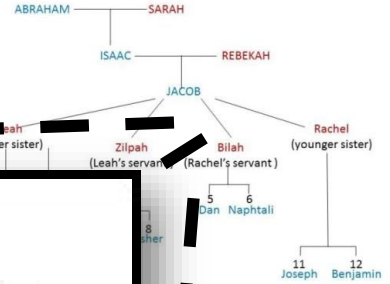 ABRAHAM SARAH
ISAAC REBEKAH
JACOB
Zilpah Bilah Rachel
(Leah's servant) (Rachel's servant) (younger sister)
5 6
Dan Naphtali
8
11 12
Joseph Benjamin